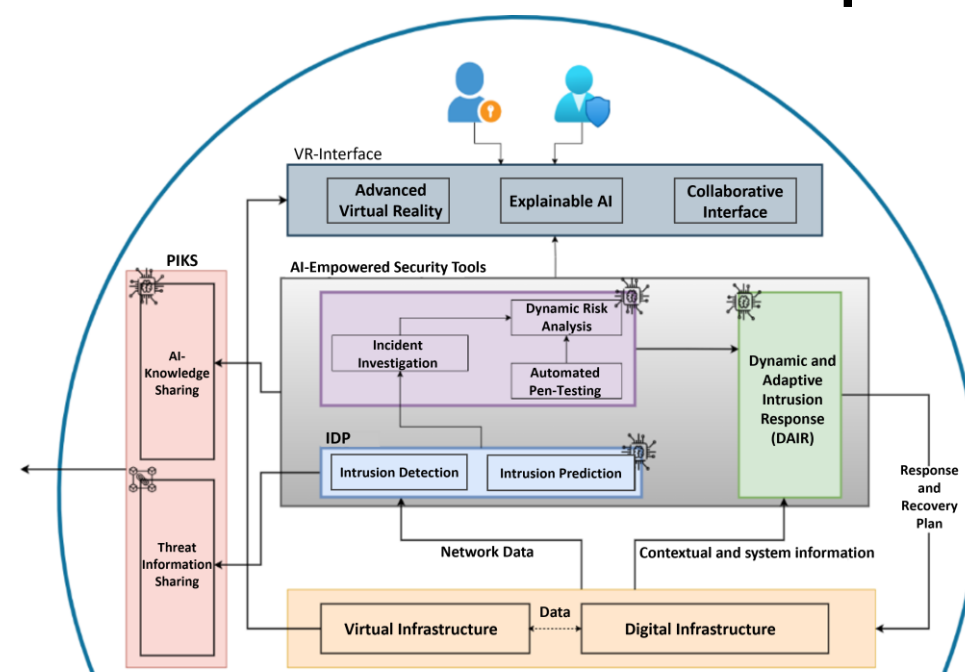 VR-Interface
Advanced
Virtual Reality
Explainable AI
Collaborative
Interface
PIKS
AI-Empowered Security Tools
Dynamic Risk
Analysis
Incident
Investigation
Automated
Pen-Testing
Dynamic and
Adaptive
Intrusion
Response
(DAIR)
AI-
Knowledge
Sharing
IDP
Intrusion Detection
Intrusion Prediction
Response
and
Recovery
Plan
Threat
Information
Sharing
Network Data
Contextual and system information
Data
Virtual Infrastructure
Digital Infrastructure